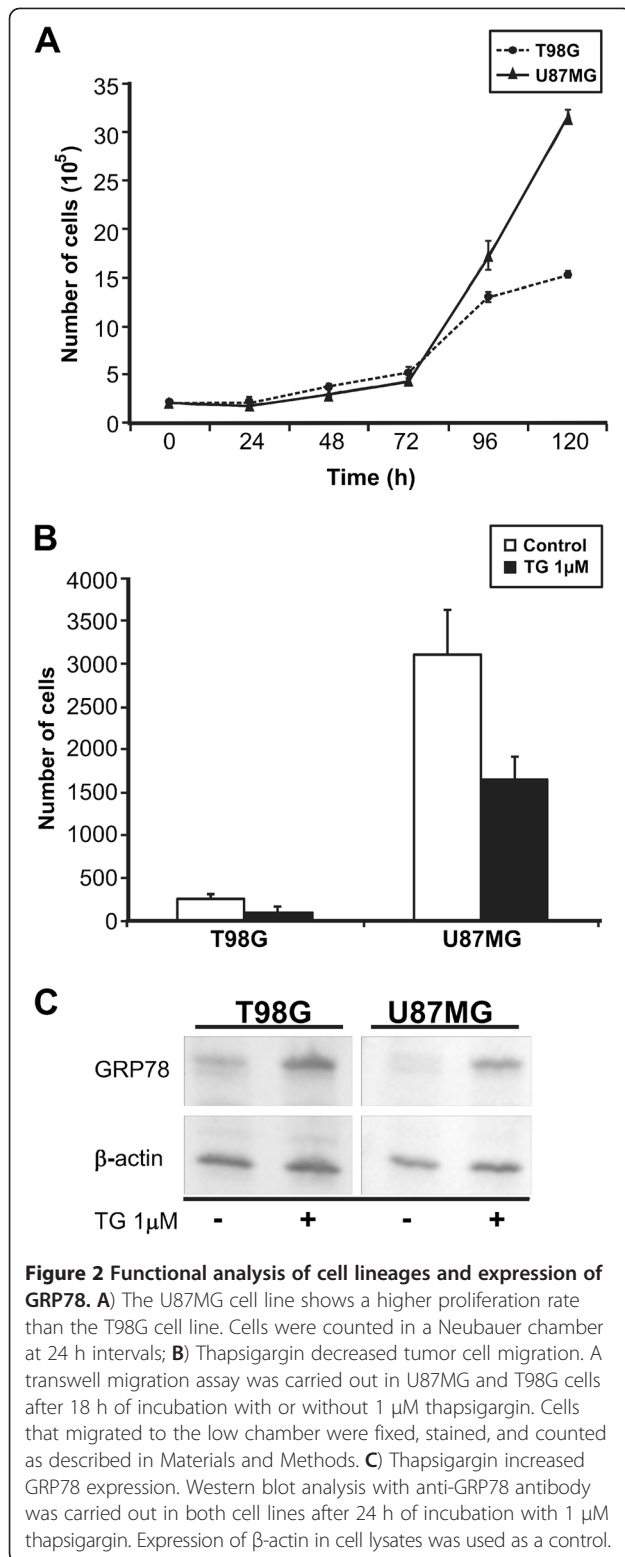 A
T98G
U87MG
Number of cells (10⁵)
35
30
25
20
15
10
5
0
0 24 48 72 96 120
Time (h)
B
Control
TG 1µM
Number of cells
4000
3500
3000
2500
2000
1500
1000
500
0
T98G U87MG
C
T98G U87MG
GRP78
β-actin
TG 1µM - + - +
Figure 2 Functional analysis of cell lineages and expression of
GRP78. A) The U87MG cell line shows a higher proliferation rate
than the T98G cell line. Cells were counted in a Neubauer chamber
at 24 h intervals; B) Thapsigargin decreased tumor cell migration. A
transwell migration assay was carried out in U87MG and T98G cells
after 18 h of incubation with or without 1 µM thapsigargin. Cells
that migrated to the low chamber were fixed, stained, and counted
as described in Materials and Methods. C) Thapsigargin increased
GRP78 expression. Western blot analysis with anti-GRP78 antibody
was carried out in both cell lines after 24 h of incubation with 1 µM
thapsigargin. Expression of β-actin in cell lysates was used as a control.